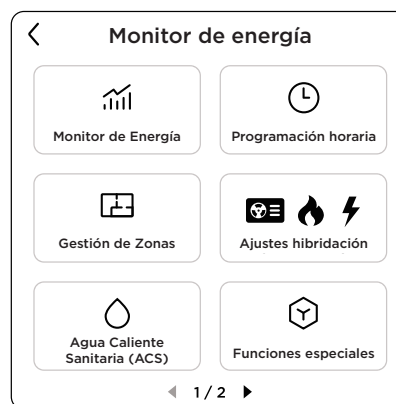 Monitor de energía
Monitor de Energía
Programación horaria
Gestión de Zonas
Ajustes hibridación
Agua Caliente
Sanitaria (ACS)
Funciones especiales
1 / 2